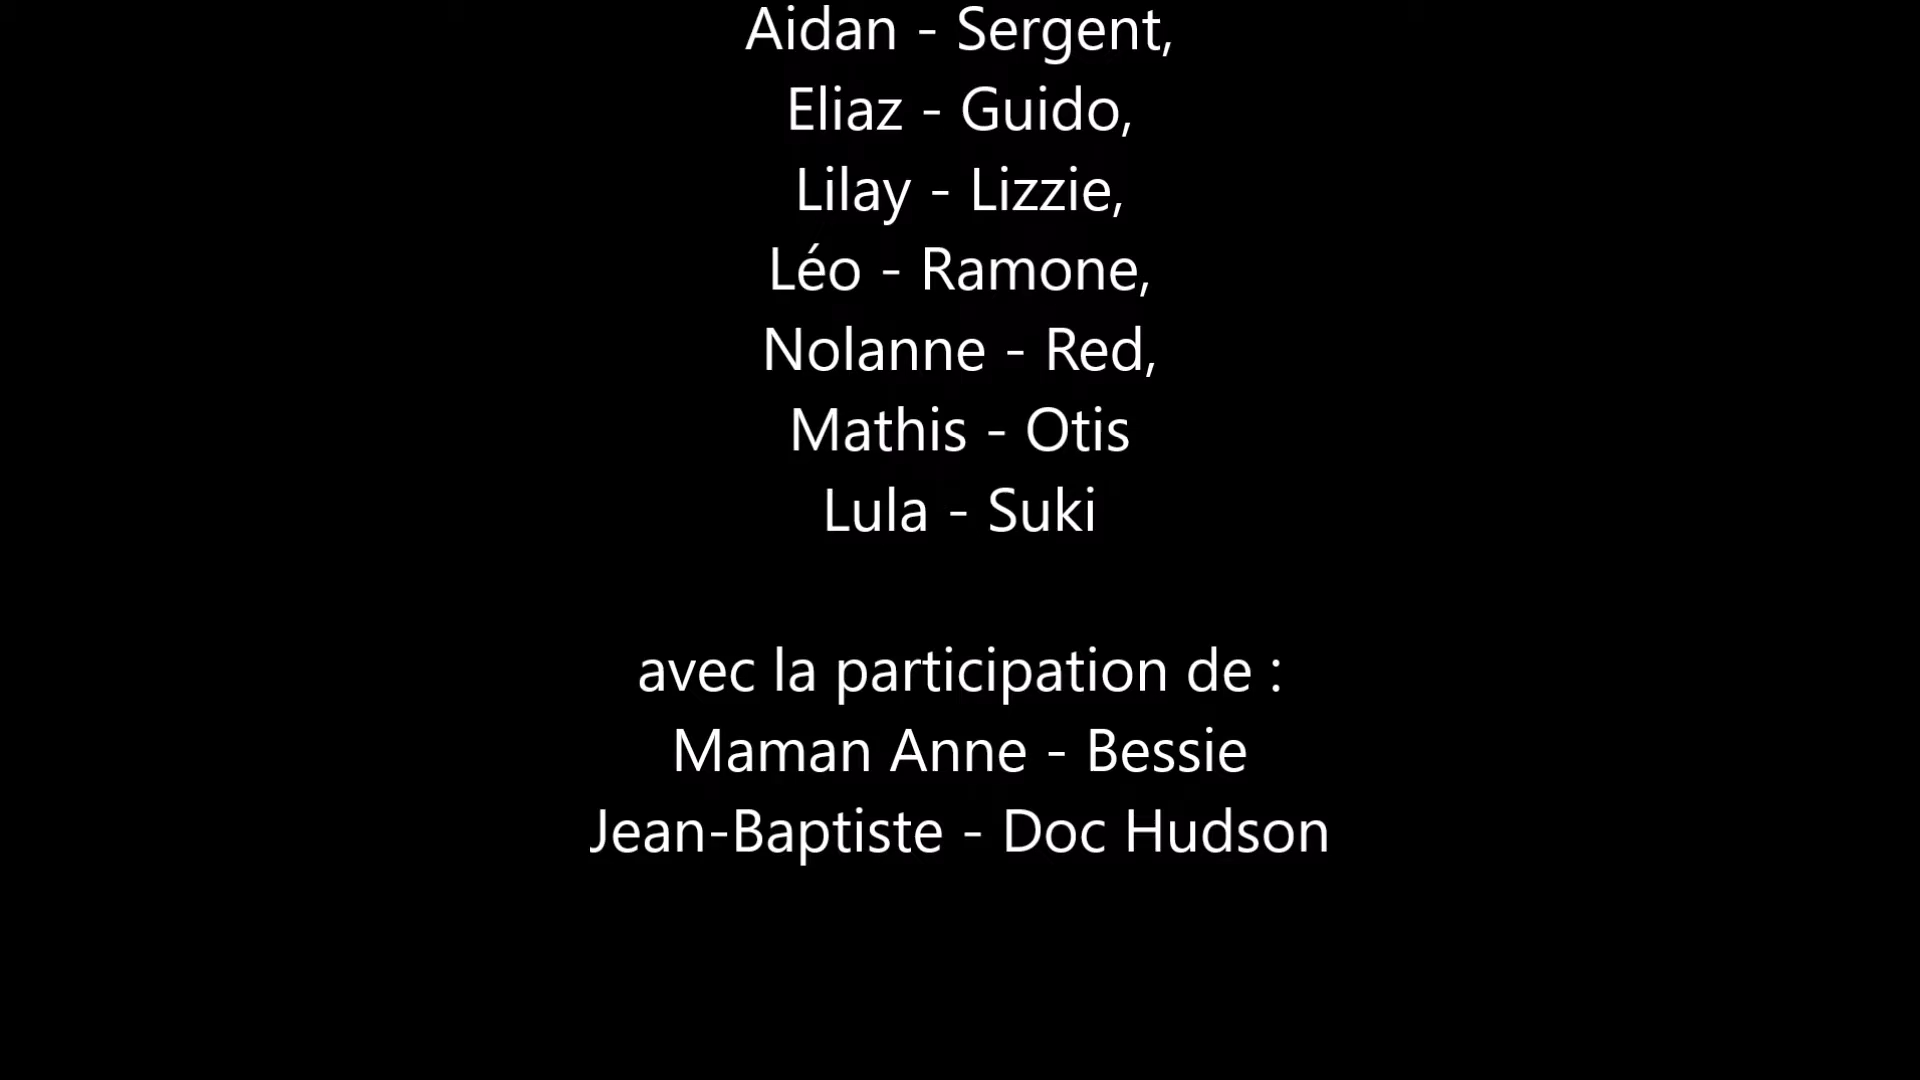 Aidan - Sergent,
Eliaz - Guido,
Lilay - Lizzie,
Léo - Ramone,
Nolanne - Red,
Mathis - Otis
Lula - Suki
avec la participation de :
Maman Anne - Bessie
Jean-Baptiste - Doc Hudson